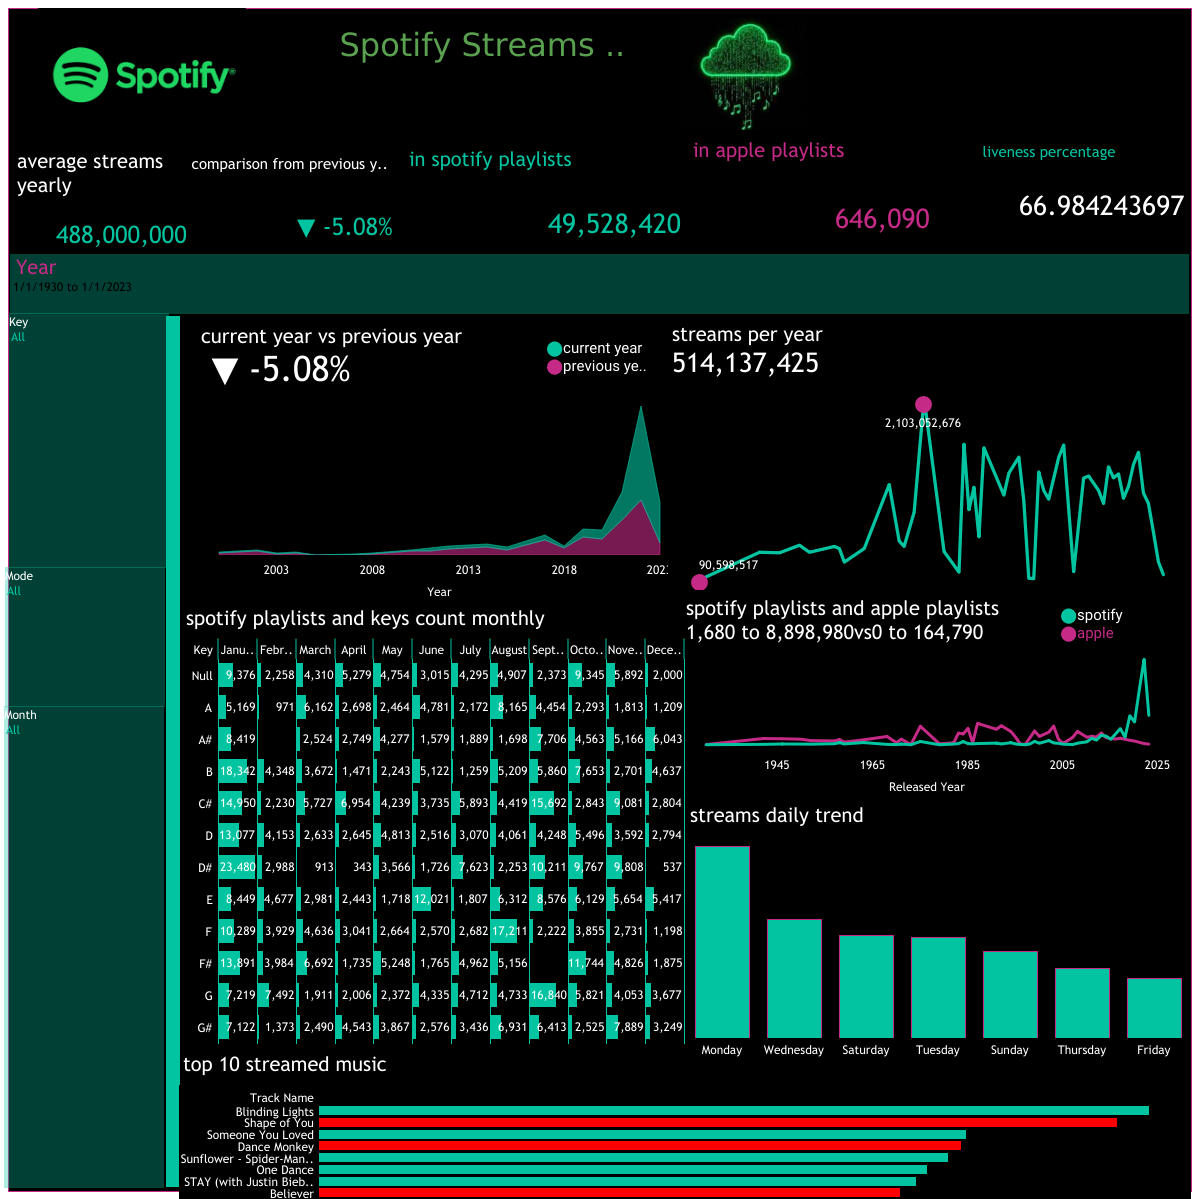 Spotify®
Spotify Streams ..
average streams
yearly
488,000,000
comparison from previous y..
▼ -5.08%
in spotify playlists
49,528,420
in apple playlists
646,090
liveness percentage
66.984243697
Year
1/1/1930 to 1/1/2023
Key
All
Mode
All
Month
All
current year vs previous year
▼ -5.08%
current year
previous ye..
2003 2008 2013 2018 202
Year
streams per year
514,137,425
2,103,052,676
90,598,517
spotify playlists and keys count monthly
Key Janu.. Febr.. March April May June July August Sept.. Octo.. Nove.. Dece..
Null 9,376 2,258 4,310 5,279 4,754 3,015 4,295 4,907 2,373 9,345 5,892 2,000
A 5,169 971 6,162 2,698 2,464 4,781 2,172 8,165 4,454 2,293 1,813 1,209
A# 8,419 2,524 2,749 4,277 1,579 1,889 1,698 7,706 4,563 5,166 6,043
B 18,342 4,348 3,672 1,471 2,243 5,122 1,259 5,209 5,860 7,653 2,701 4,637
C# 14,950 2,230 5,727 6,954 4,239 3,735 5,893 4,419 15,692 2,843 9,081 2,804
D 13,077 4,153 2,633 2,645 4,813 2,516 3,070 4,061 4,248 5,496 3,592 2,794
D# 23,480 2,988 913 343 3,566 1,726 7,623 2,253 10,211 9,767 9,808 537
E 8,449 4,677 2,981 2,443 1,718 12,021 1,807 6,312 8,576 6,129 5,654 5,417
F 10,289 3,929 4,636 3,041 2,664 2,570 2,682 17,211 2,222 3,855 2,731 1,198
F# 13,891 3,984 6,692 1,735 5,248 1,765 4,962 5,156 11,744 4,826 1,875
G 7,219 7,492 1,911 2,006 2,372 4,335 4,712 4,733 16,840 5,821 4,053 3,677
G# 7,122 1,373 2,490 4,543 3,867 2,576 3,436 6,931 6,413 2,525 7,889 3,249
spotify playlists and apple playlists
1,680 to 8,898,980vs0 to 164,790
spotify
apple
1945 1965 1985 2005 2025
Released Year
streams daily trend
Monday Wednesday Saturday Tuesday Sunday Thursday Friday
top 10 streamed music
Track Name
Blinding Lights
Shape of You
Someone You Loved
Dance Monkey
Sunflower - Spider-Man..
One Dance
STAY (with Justin Bieb..
Believer